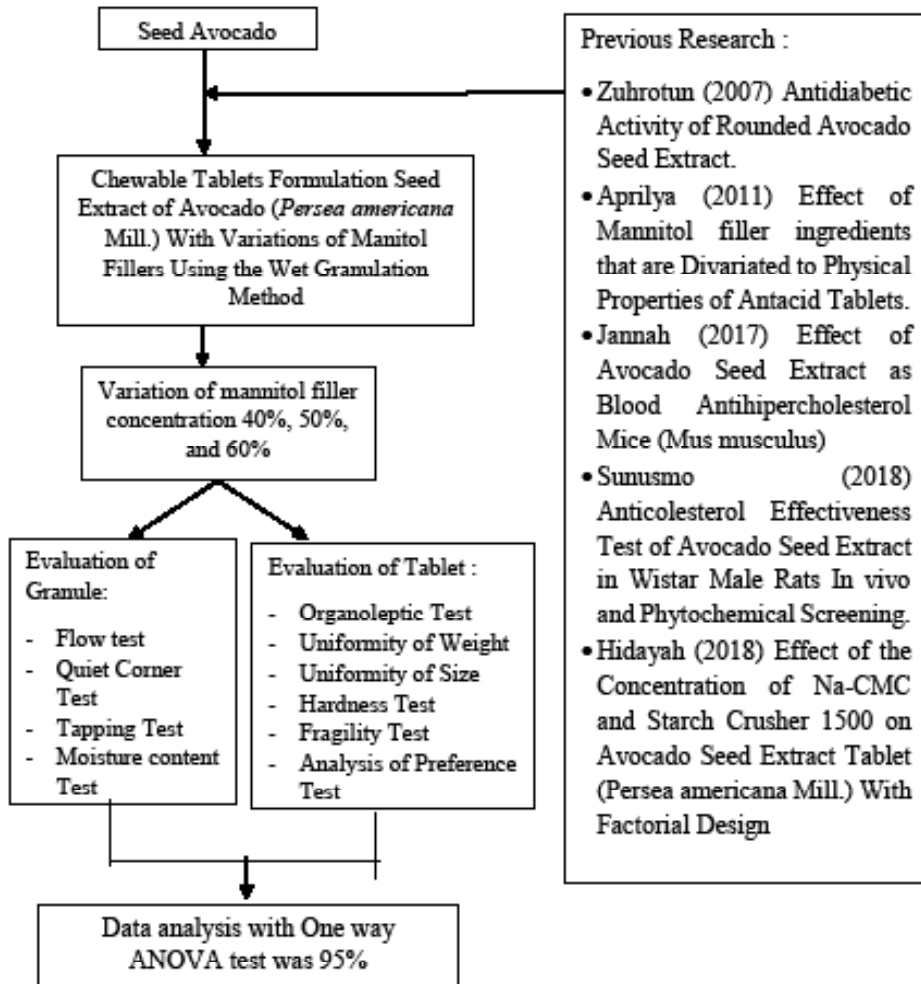 Seed Avocado
Chewable Tablets Formulation Seed
Extract of Avocado (Persea americana
Mill.) With Variations of Manitol
Fillers Using the Wet Granulation
Method
Variation of mannitol filler
concentration 40%, 50%,
and 60%
Evaluation of
Granule:
- Flow test
- Quiet Corner
Test
- Tapping Test
- Moisture content
Test
Evaluation of Tablet :
- Organoleptic Test
- Uniformity of Weight
- Uniformity of Size
- Hardness Test
- Fragility Test
- Analysis of Preference
Test
Data analysis with One way
ANOVA test was 95%
Previous Research :
• Zuhrotun (2007) Antidiabetic
Activity of Rounded Avocado
Seed Extract.
• Aprilya (2011) Effect of
Mannitol filler ingredients
that are Divariated to Physical
Properties of Antacid Tablets.
• Jannah (2017) Effect of
Avocado Seed Extract as
Blood Antihipercholesterol
Mice (Mus musculus)
• Sunusmo (2018)
Anticolesterol Effectiveness
Test of Avocado Seed Extract
in Wistar Male Rats In vivo
and Phytochemical Screening.
• Hidayah (2018) Effect of the
Concentration of Na-CMC
and Starch Crusher 1500 on
Avocado Seed Extract Tablet
(Persea americana Mill.) With
Factorial Design